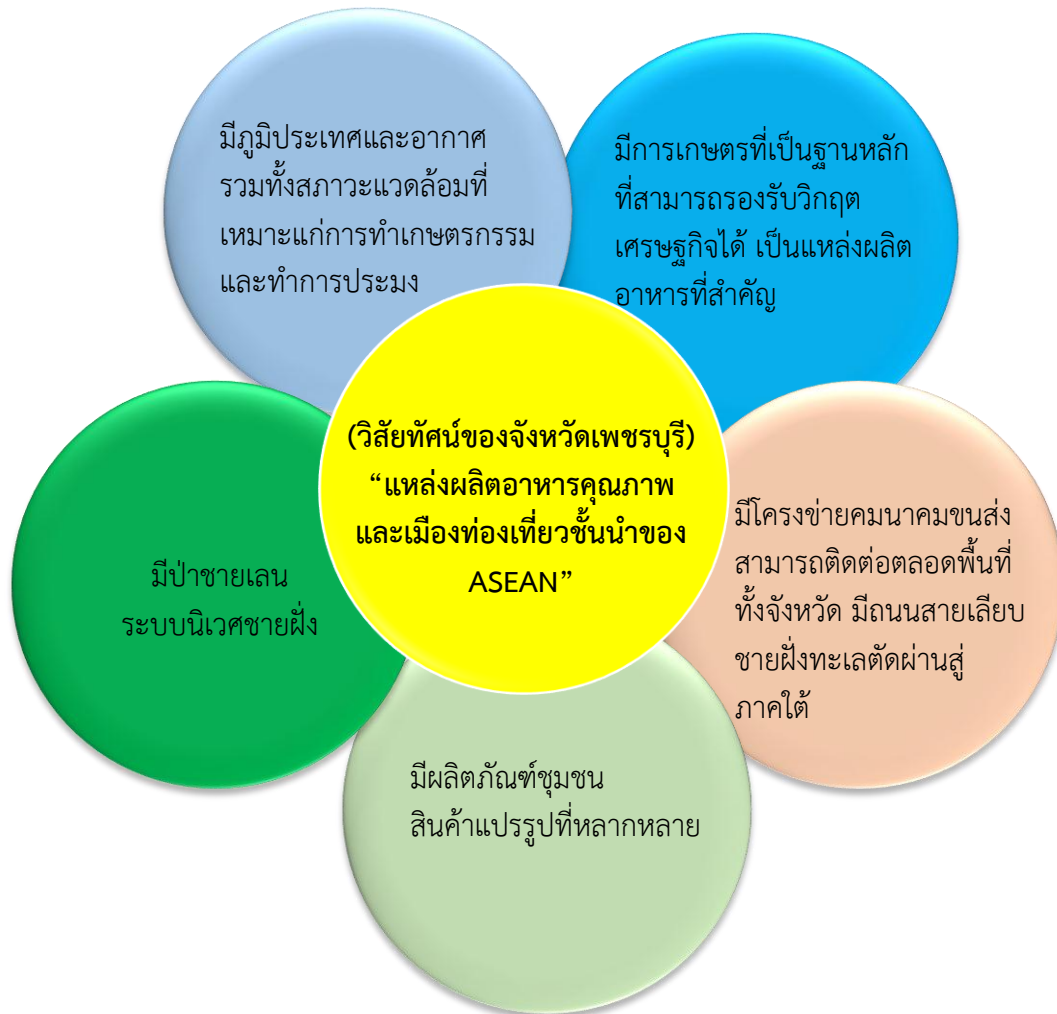 มีภูมิประเทศและอากาศ
รวมทั้งสภาวะแวดล้อมที่
เหมาะแก่การทำเกษตรกรรม
และทำการประมง
มีการเกษตรที่เป็นฐานหลัก
ที่สามารถรองรับวิกฤต
เศรษฐกิจได้ เป็นแหล่งผลิต
อาหารที่สำคัญ
(วิสัยทัศน์ของจังหวัดเพชรบุรี)
“แหล่งผลิตอาหารคุณภาพ
และเมืองท่องเที่ยวชั้นนำของ
ASEAN”
มีโครงข่ายคมนาคมขนส่ง
สามารถติดต่อตลอดพื้นที่
ทั้งจังหวัด มีถนนสายเลียบ
ชายฝั่งทะเลตัดผ่านสู่
ภาคใต้
มีป่าชายเลน
ระบบนิเวศชายฝั่ง
มีผลิตภัณฑ์ชุมชน
สินค้าแปรรูปที่หลากหลาย